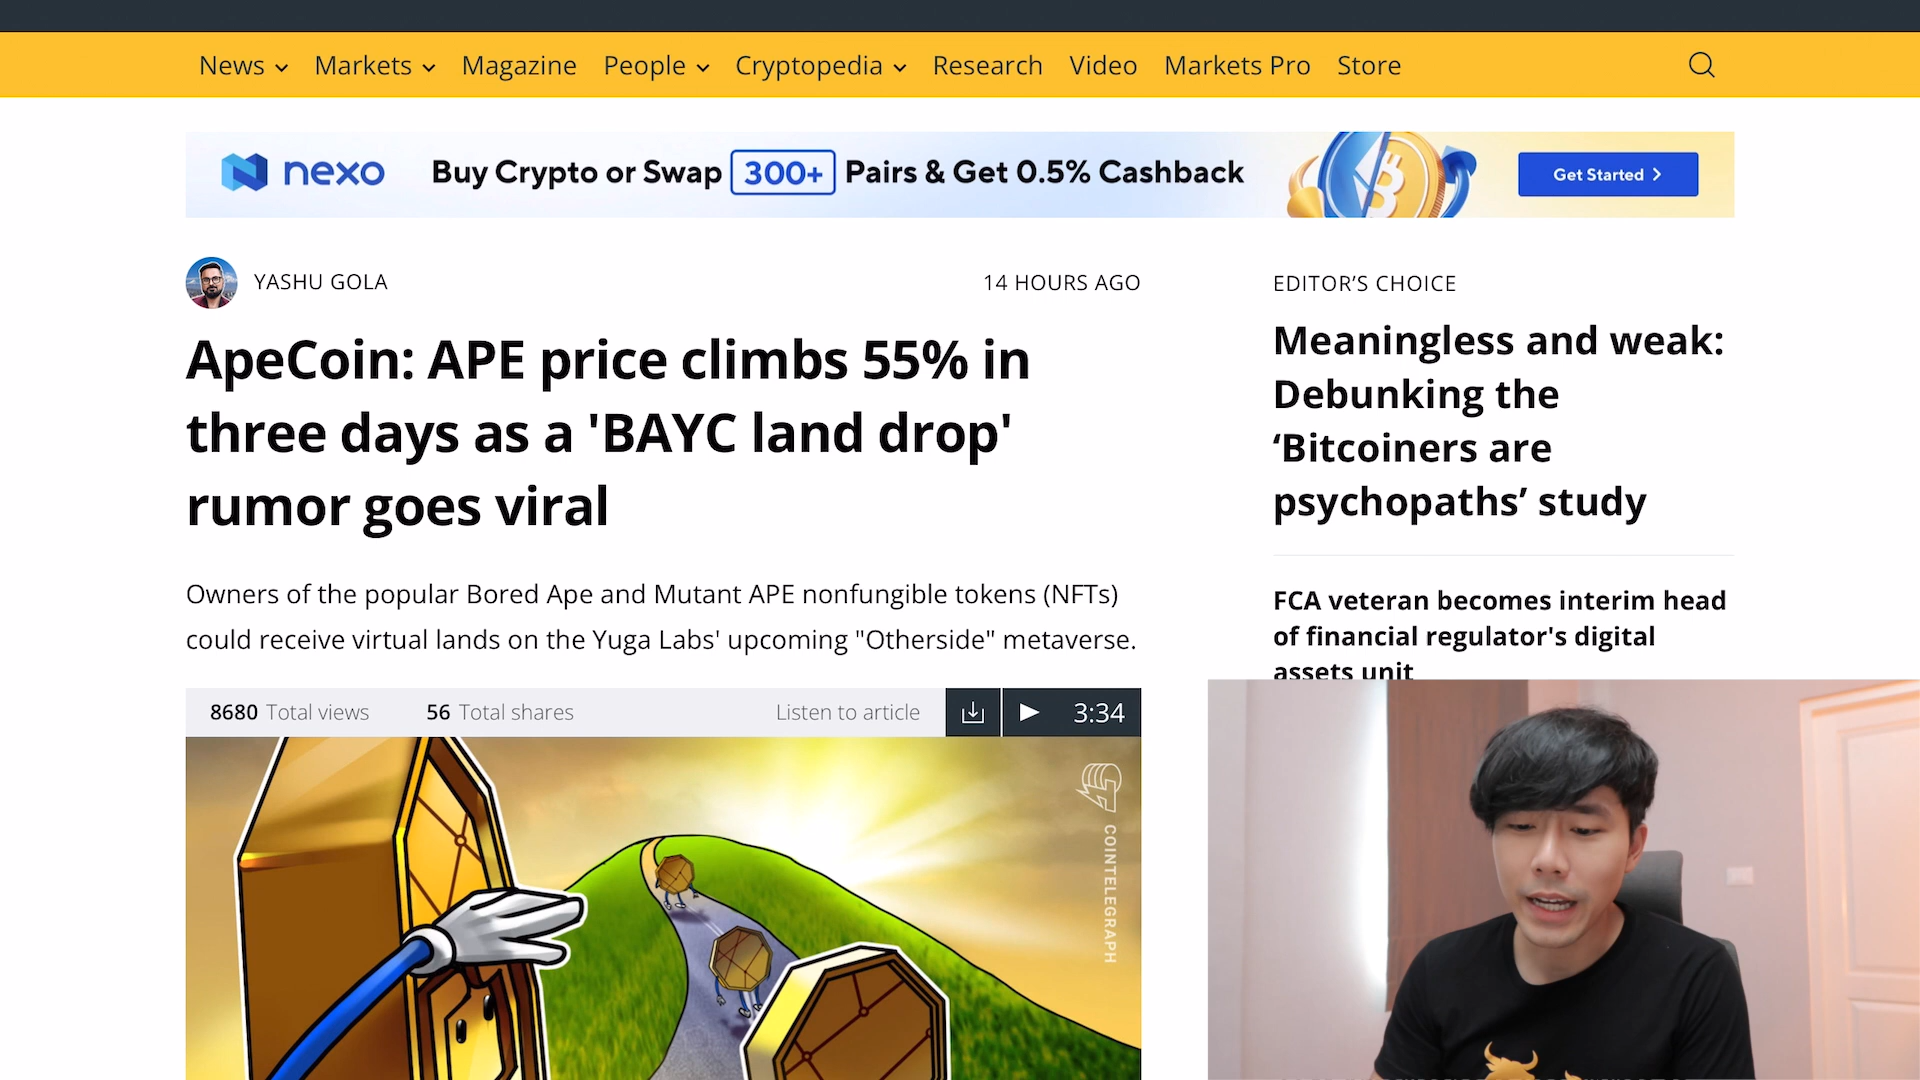 News Markets Magazine People Cryptopedia Research Video Markets Pro Store
nexo Buy Crypto or Swap 300+ Pairs & Get 0.5% Cashback Get Started
YASHU GOLA
14 HOURS AGO
ApeCoin: APE price climbs 55% in
three days as a 'BAYC land drop'
rumor goes viral
Owners of the popular Bored Ape and Mutant APE nonfungible tokens (NFTs)
could receive virtual lands on the Yuga Labs' upcoming "Otherside" metaverse.
8680 Total views 56 Total shares Listen to article 3:34
COINTELEGRAPH
EDITOR’S CHOICE
Meaningless and weak:
Debunking the
‘Bitcoiners are
psychopaths’ study
FCA veteran becomes interim head
of financial regulator's digital
assets unit